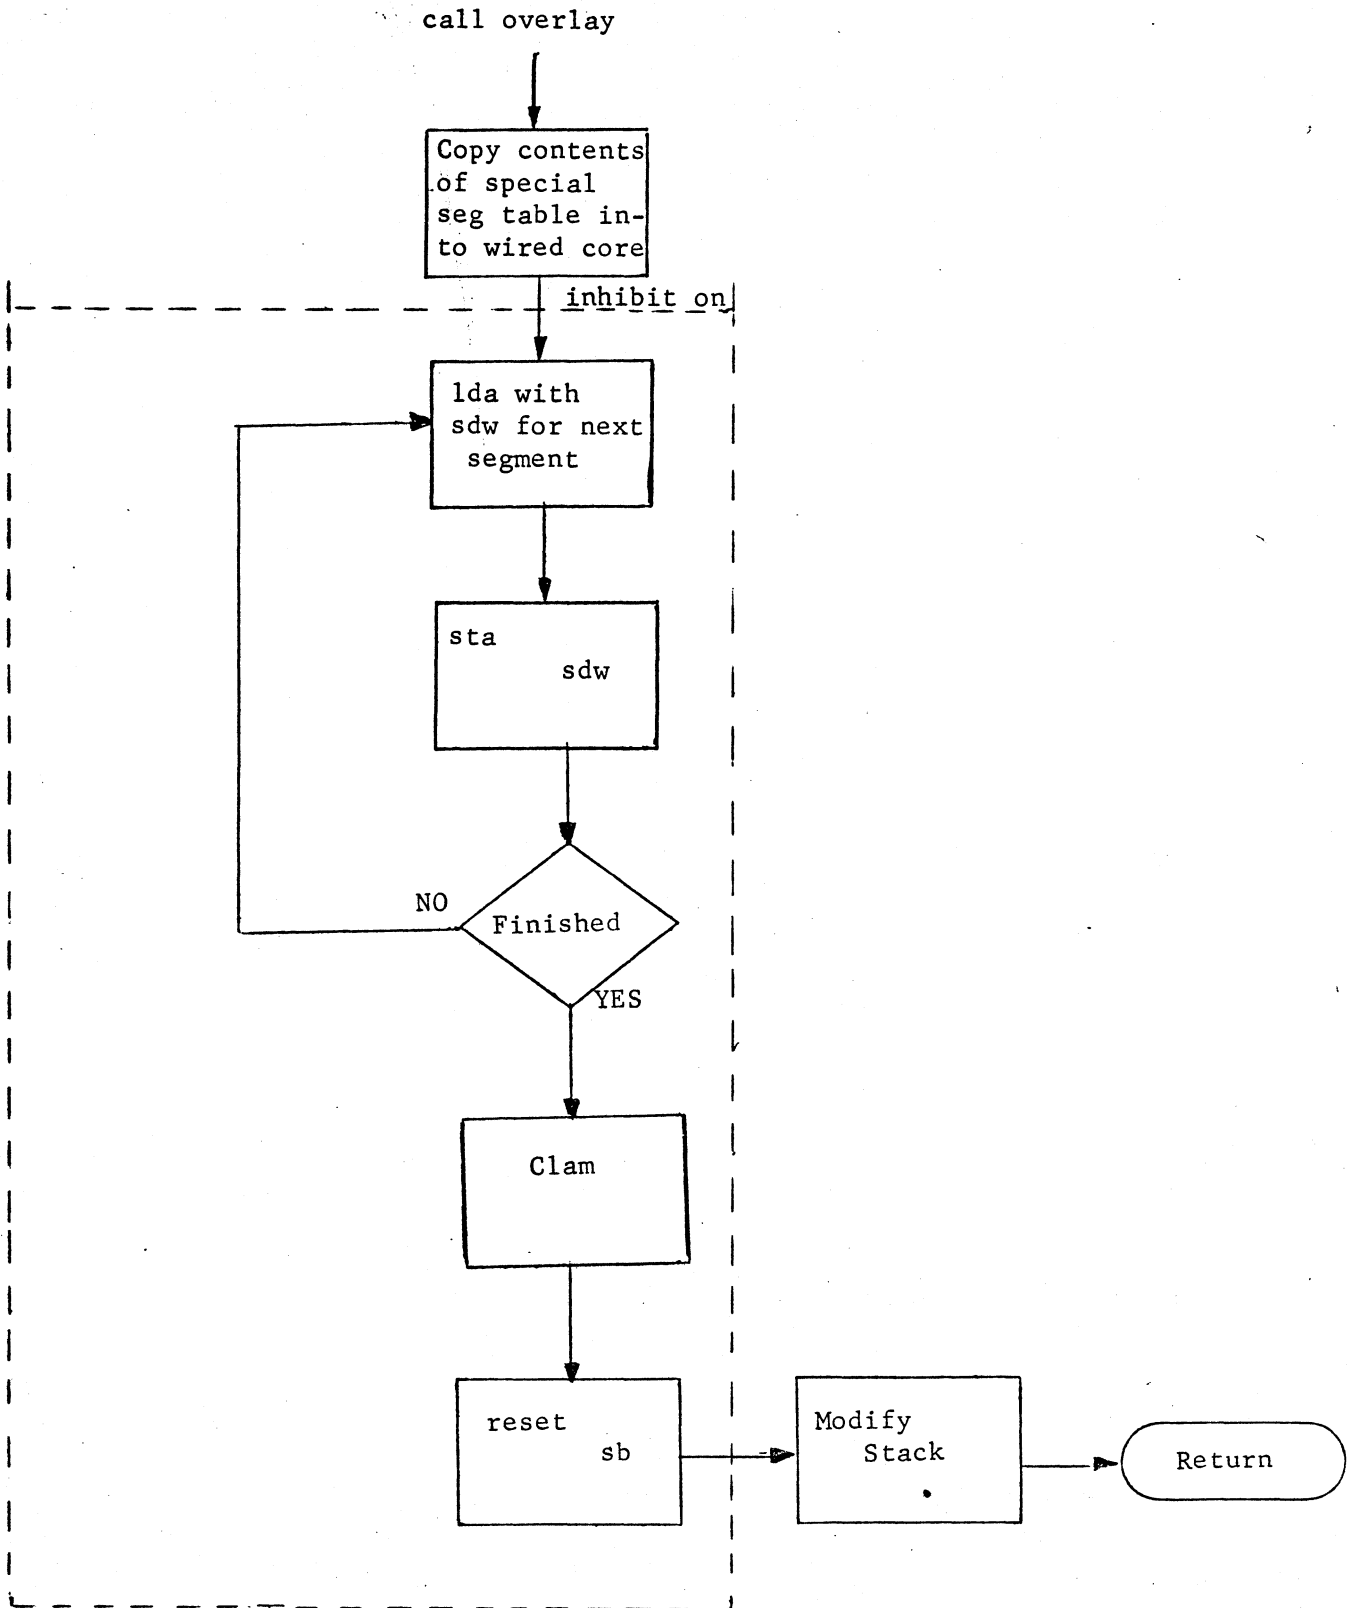 call overlay
Copy contents
of special
seg table in-
to wired core
inhibit on
lda with
sdw for next
segment
sta
sdw
NO
Finished
YES
Clam
reset
sb
Modify
Stack
Return